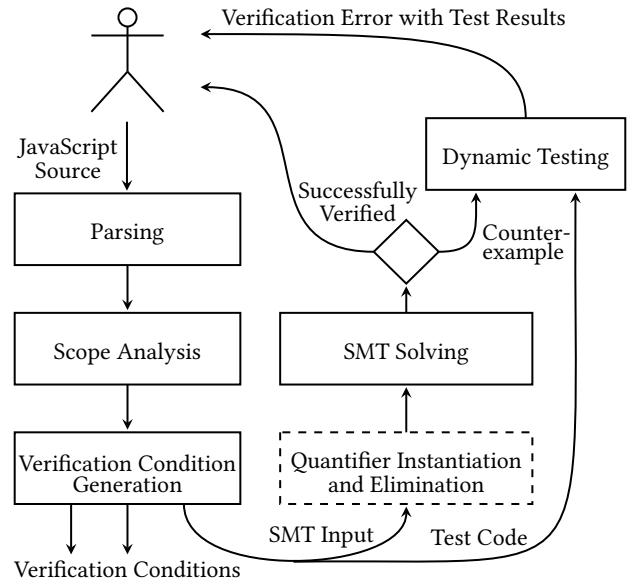 Verification Error with Test Results
JavaScript
Source
Dynamic Testing
Successfully
Verified
Counter-
example
Parsing
Scope Analysis
SMT Solving
Verification Condition
Generation
Quantifier Instantiation
and Elimination
SMT Input
Test Code
Verification Conditions